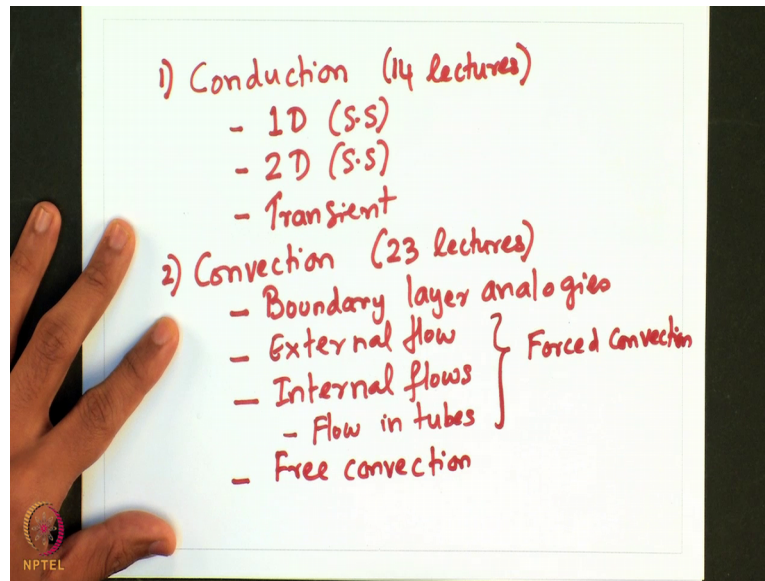 1) Conduction (14 lectures)
- 1D (S.S)
- 2D (S.S)
- Transient
2) Convection (23 lectures)
- Boundary layer analogies
- External flow
- Internal flows
- Flow in tubes
} Forced Convection
- Free convection
NPTEL